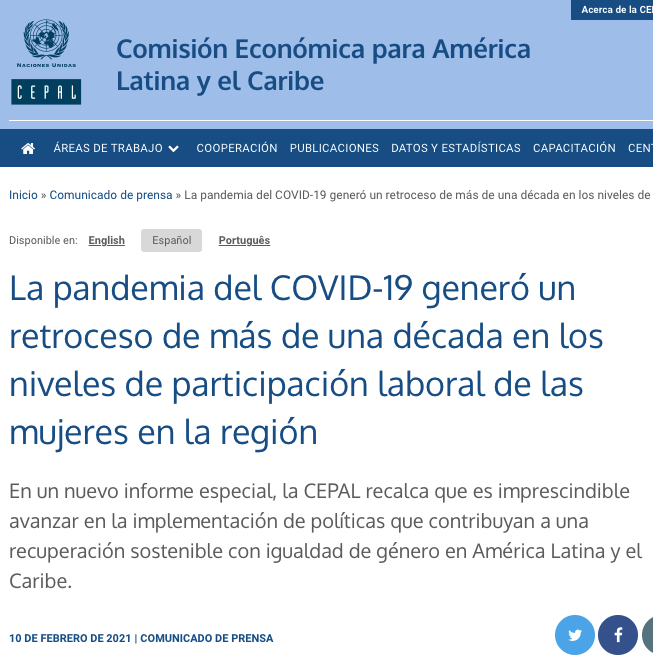 Acerca de la CE
NACIONES UNIDAS
CEPAL
Comisión Económica para América
Latina y el Caribe
ÁREAS DE TRABAJO COOPERACIÓN PUBLICACIONES DATOS Y ESTADÍSTICAS CAPACITACIÓN CENT
Inicio » Comunicado de prensa » La pandemia del COVID-19 generó un retroceso de más de una década en los niveles de
Disponible en: English Español Português
La pandemia del COVID-19 generó un
retroceso de más de una década en los
niveles de participación laboral de las
mujeres en la región
En un nuevo informe especial, la CEPAL recalca que es imprescindible
avanzar en la implementación de políticas que contribuyan a una
recuperación sostenible con igualdad de género en América Latina y el
Caribe.
10 DE FEBRERO DE 2021 | COMUNICADO DE PRENSA